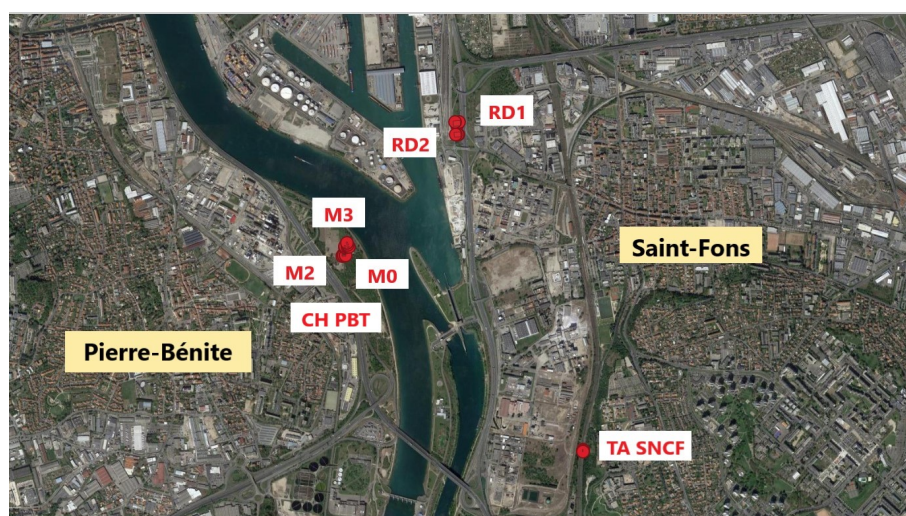 RD1
RD2
M3
M2
M0
CH PBT
Saint-Fons
Pierre-Bénite
TA SNCF